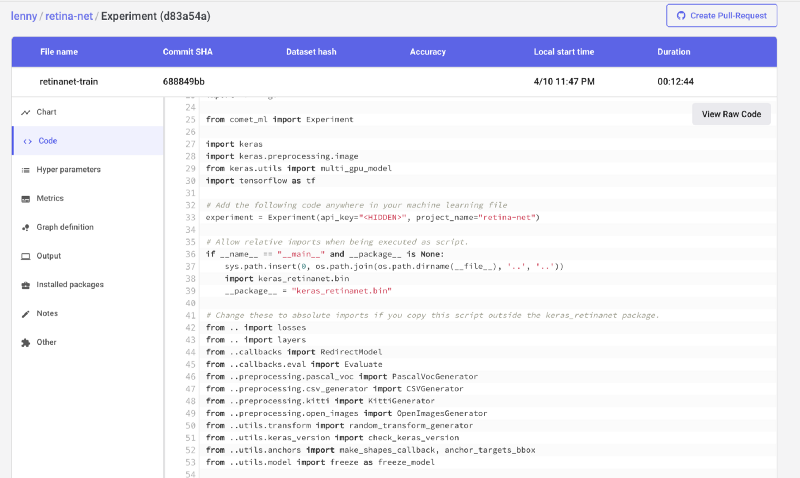 lenny / retina-net / Experiment (d83a54a)
Create Pull-Request
File name Commit SHA Dataset hash Accuracy Local start time Duration
retinanet-train 688849bb 4/10 11:47 PM 00:12:44
Chart
Code
Hyper parameters
Metrics
Graph definition
Output
Installed packages
Notes
Other
View Raw Code
24
25 from comet_ml import Experiment
26
27 import keras
28 import keras.preprocessing.image
29 from keras.utils import multi_gpu_model
30 import tensorflow as tf
31
32 # Add the following code anywhere in your machine learning file
33 experiment = Experiment(api_key="<HIDDEN>", project_name="retina-net")
34
35 # Allow relative imports when being executed as script.
36 if __name__ == "__main__" and __package__ is None:
37 sys.path.insert(0, os.path.join(os.path.dirname(__file__), '..', '..'))
38 import keras_retinanet.bin
39 __package__ = "keras_retinanet.bin"
40
41 # Change these to absolute imports if you copy this script outside the keras_retinanet package.
42 from .. import losses
43 from .. import layers
44 from ..callbacks import RedirectModel
45 from ..callbacks.eval import Evaluate
46 from ..preprocessing.pascal_voc import PascalVocGenerator
47 from ..preprocessing.csv_generator import CSVGenerator
48 from ..preprocessing.kitti import KittiGenerator
49 from ..preprocessing.open_images import OpenImagesGenerator
50 from ..utils.transform import random_transform_generator
51 from ..utils.keras_version import check_keras_version
52 from ..utils.anchors import make_shapes_callback, anchor_targets_bbox
53 from ..utils.model import freeze as freeze_model
54